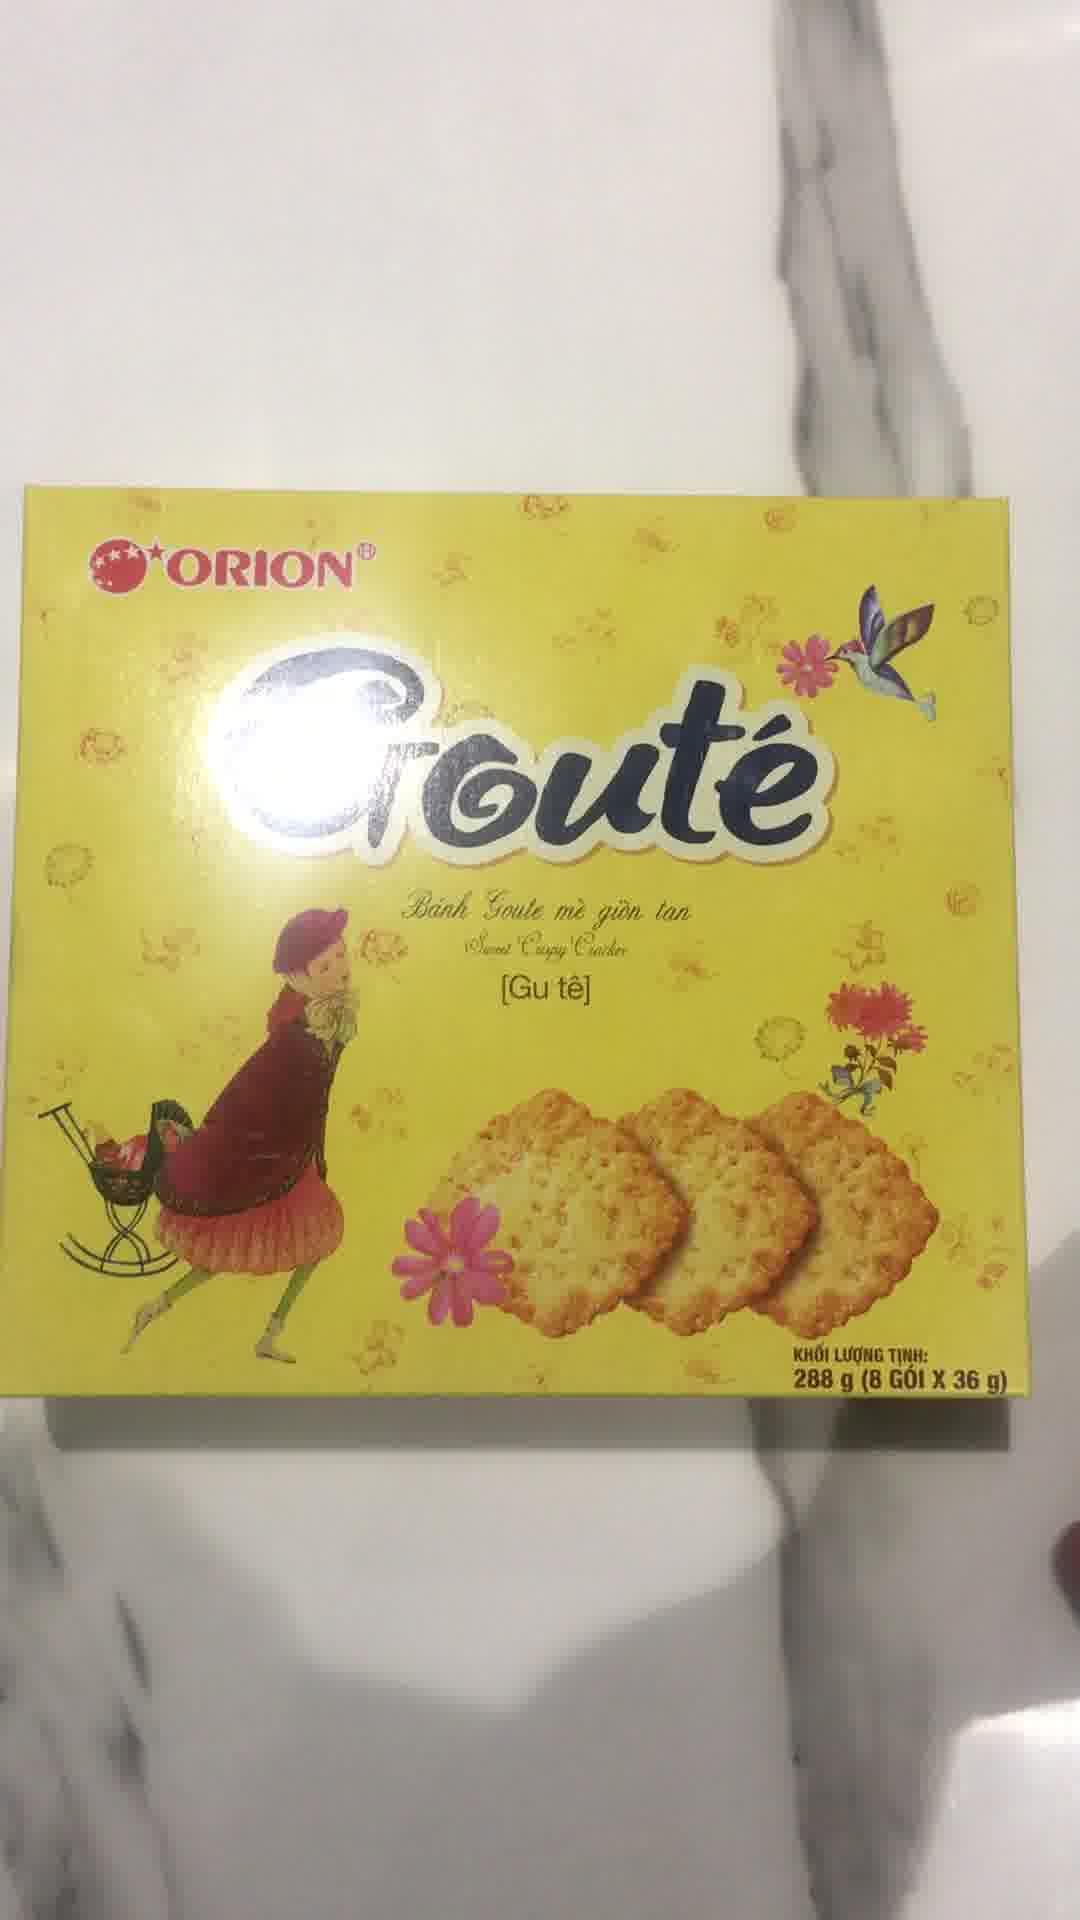 ORION®
Gouté
Bánh Goute mè giòn tan
Sweet Crispy Cracker
[Gu tê]
KHỐI LƯỢNG TỊNH:
288 g (8 GÓI X 36 g)